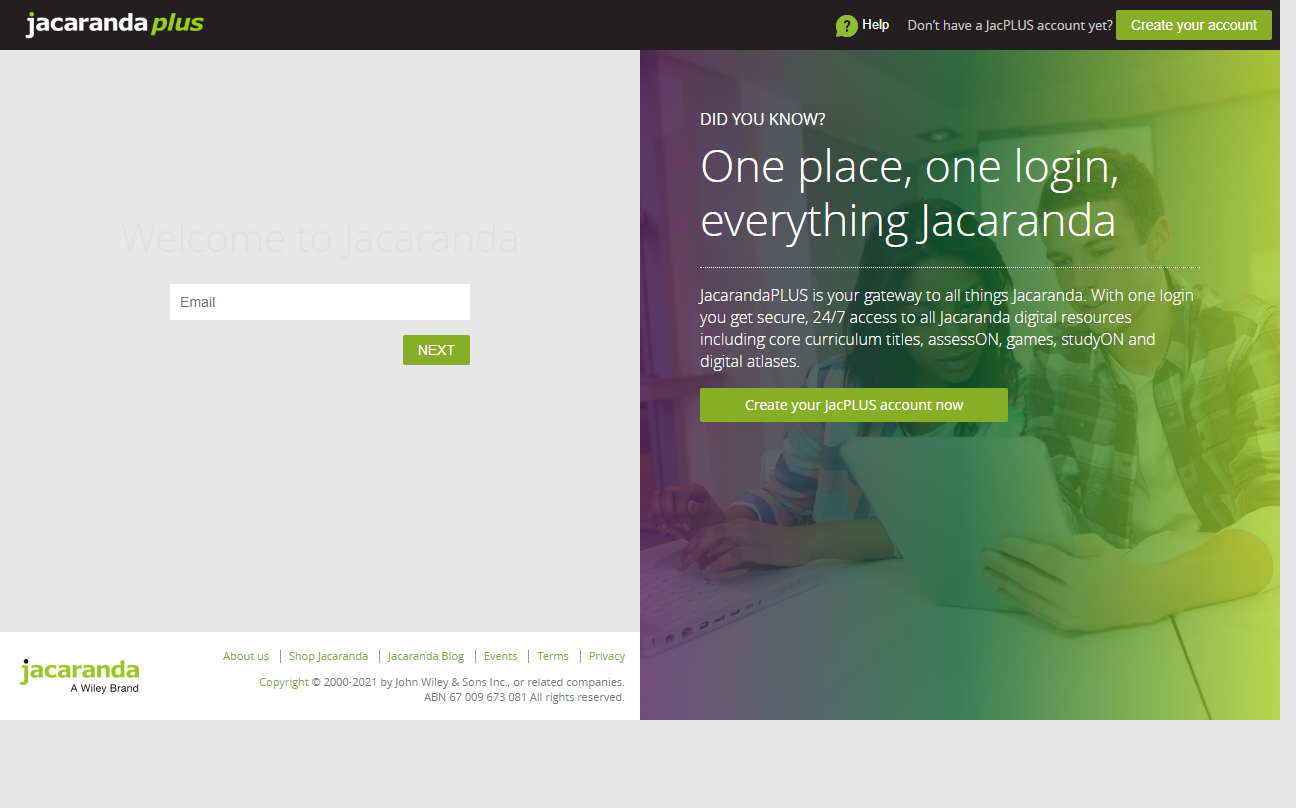 jacaranda plus
? Help
Don't have a JacPLUS account yet?
Create your account
Welcome to Jacaranda
Email
NEXT
DID YOU KNOW?
One place, one login,
everything Jacaranda
JacarandaPLUS is your gateway to all things Jacaranda. With one login
you get secure, 24/7 access to all Jacaranda digital resources
including core curriculum titles, assessON, games, studyON and
digital atlases.
Create your JacPLUS account now
jacaranda
A Wiley Brand
About us | Shop Jacaranda | Jacaranda Blog | Events | Terms | Privacy
Copyright © 2000-2021 by John Wiley & Sons Inc., or related companies.
ABN 67 009 673 081 All rights reserved.